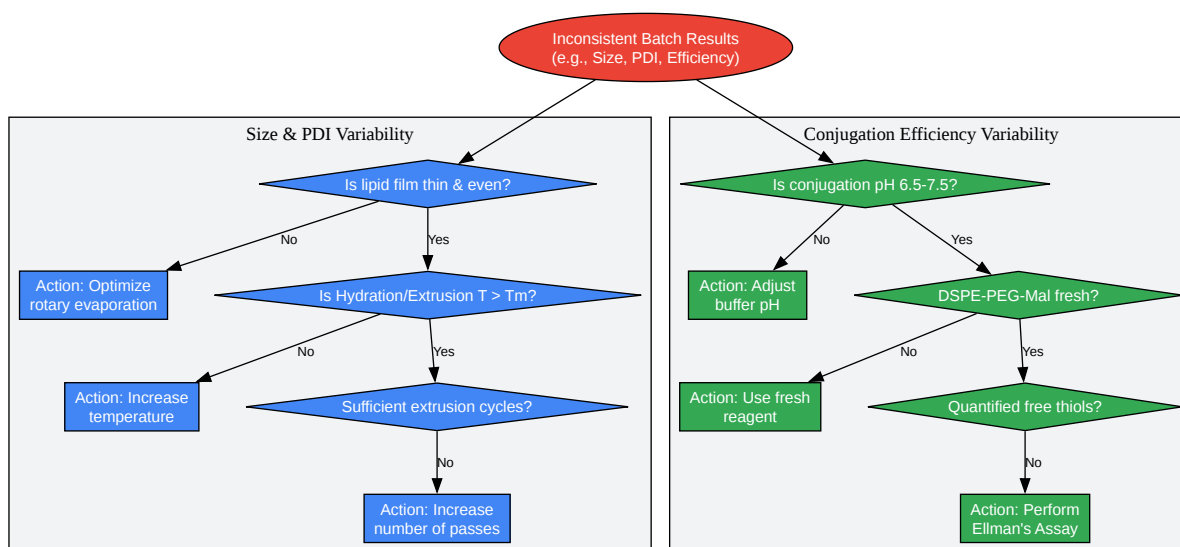 Inconsistent Batch Results
(e.g., Size, PDI, Efficiency)
Size & PDI Variability
Is lipid film thin & even?
No
Yes
Action: Optimize
rotary evaporation
Is Hydration/Extrusion T > Tm?
No
Yes
Action: Increase
temperature
Sufficient extrusion cycles?
No
Action: Increase
number of passes
Conjugation Efficiency Variability
Is conjugation pH 6.5-7.5?
No
Yes
Action: Adjust
buffer pH
DSPE-PEG-Mal fresh?
No
Yes
Action: Use fresh
reagent
Quantified free thiols?
No
Action: Perform
Ellman's Assay